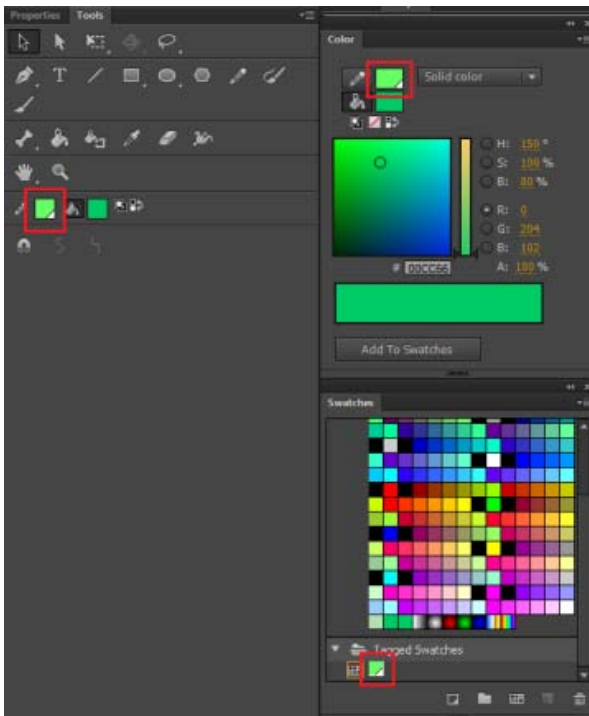 Properties Tools
Color
Solid color
H: 150 °
S: 100 %
B: 80 %
R: 0
G: 204
B: 102
# 00CC66
A: 100 %
Add To Swatches
Swatches
Tagged Swatches